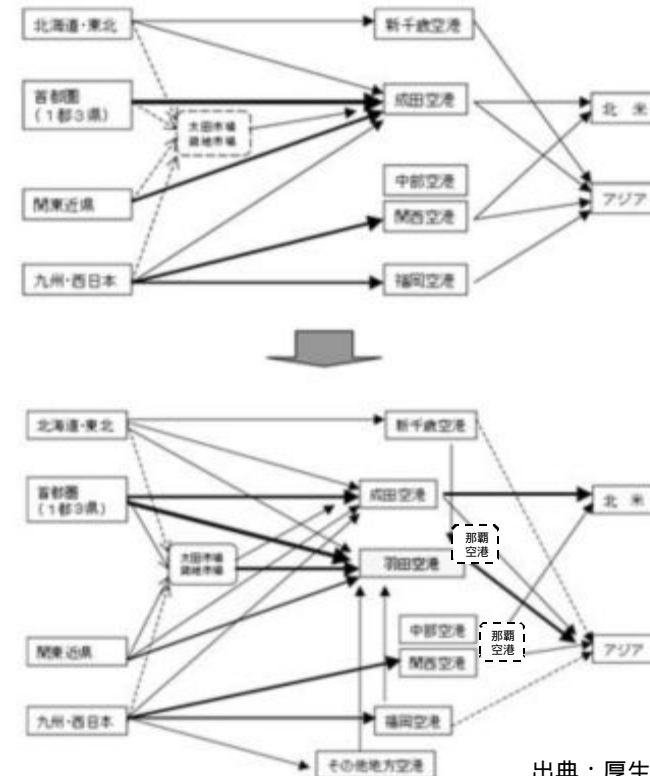 北海道・東北
新千歳空港
首都圏
(1都3県)
成田空港
北 米
大田市場
築地市場
中部空港
アジア
関東近県
関西空港
九州・西日本
福岡空港
北海道・東北
新千歳空港
首都圏
(1都3県)
成田空港
北 米
那覇
空港
大田市場
築地市場
羽田空港
中部空港
那覇
空港
関東近県
関西空港
アジア
九州・西日本
福岡空港
その他地方空港
出典：厚生